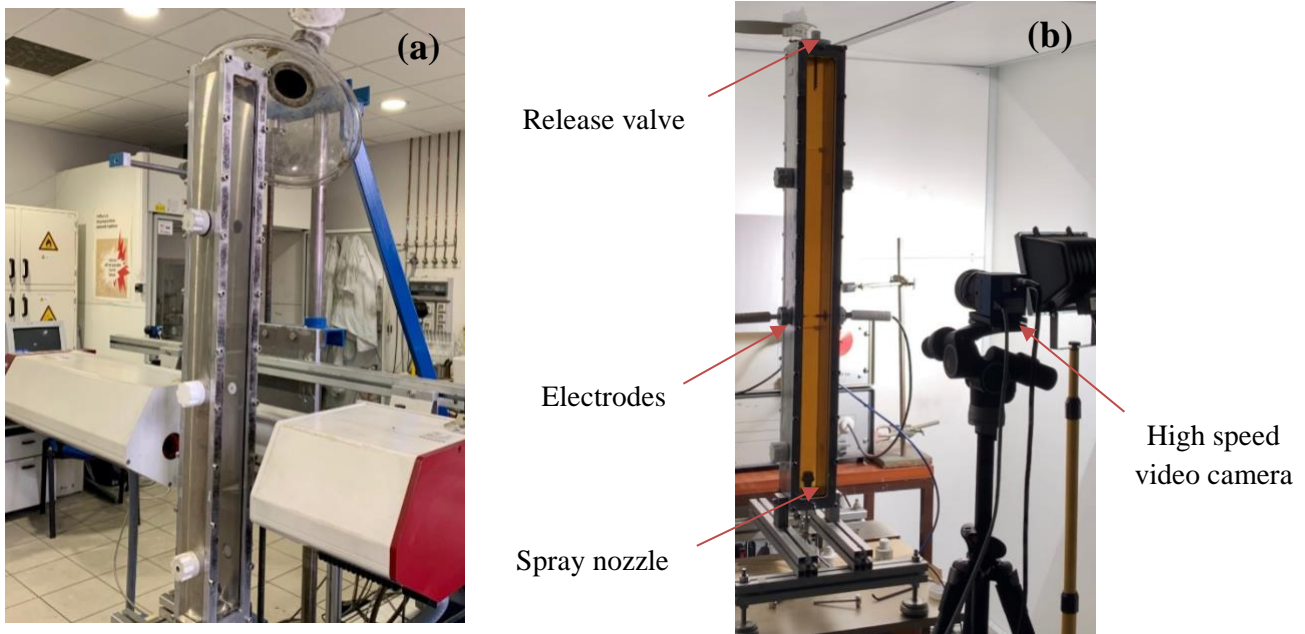 (a)
(b)
Release valve
Electrodes
High speed
video camera
Spray nozzle